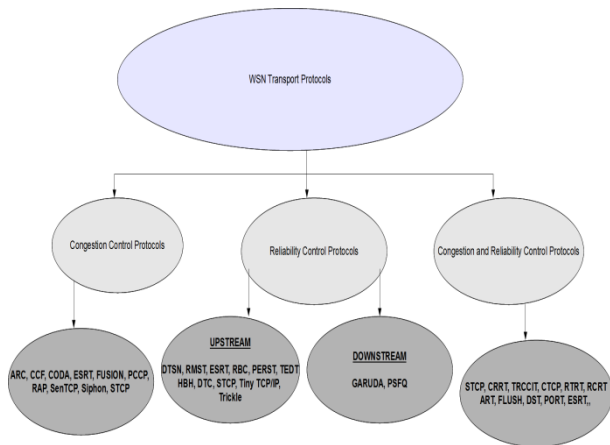 WSN Transport Protocols
Congestion Control Protocols
Reliability Control Protocols
Congestion and Reliability Control Protocols
ARC, CCF, CODA, ESRT, FUSION, PCCP,
RAP, SenTCP, Siphon, STCP
UPSTREAM
DTSN, RMST, ESRT, RBC, PERST, TEDT
HBH, DTC, STCP, Tiny TCP/IP,
Trickle
DOWNSTREAM
GARUDA, PSFQ
STCP, CRRT, TRCCIT, CTCP, RTRT, RCRT
ART, FLUSH, DST, PORT, ESRT,,